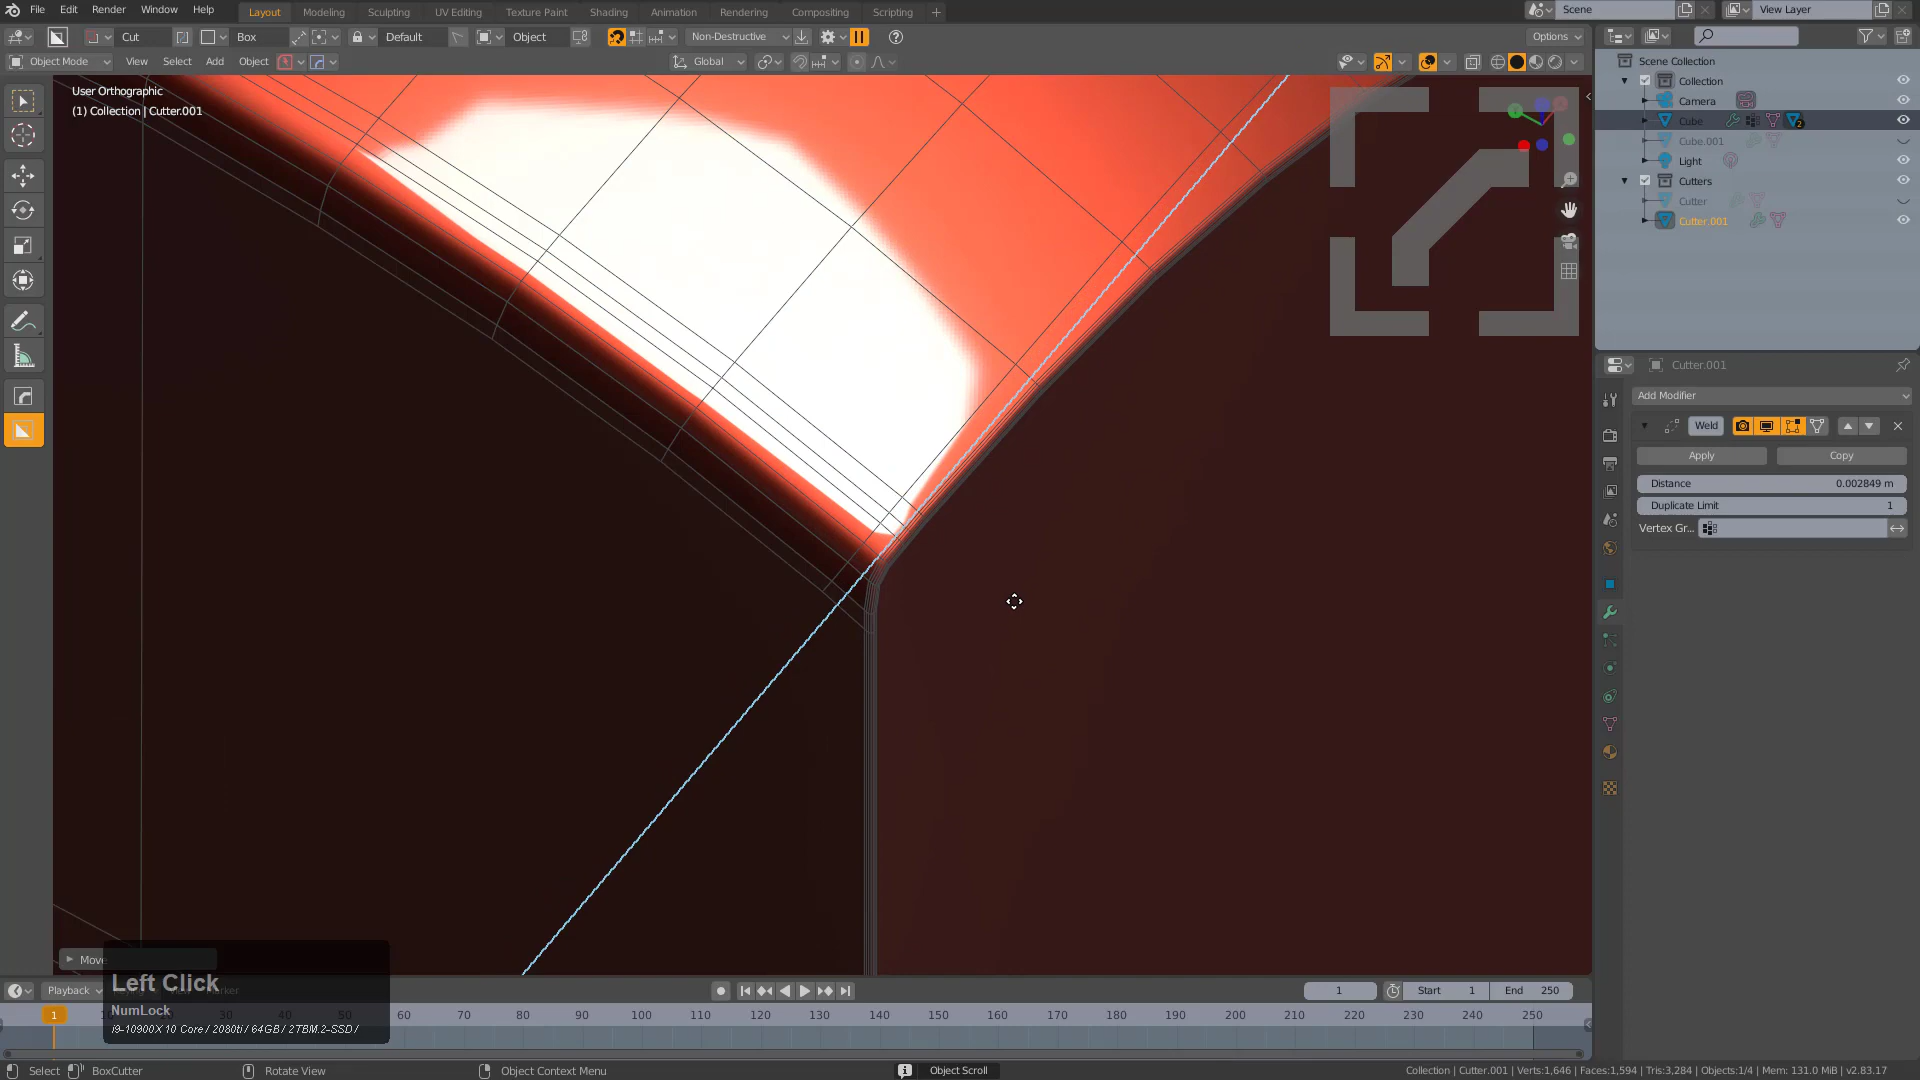 File Edit Render Window Help
Layout Modeling Sculpting UV Editing Texture Paint Shading Animation Rendering Compositing Scripting +
Scene
View Layer
Cut Box Default Object Non-Destructive
Options
Object Mode View Select Add Object Global
User Orthographic
(1) Collection | Cutter.001
Scene Collection
Collection
Camera
Cube
2
Cube.001
Light
Cutters
Cutter
Cutter.001
Cutter.001
Add Modifier
Weld
Apply Copy
Distance 0.002849 m
Duplicate Limit 1
Vertex Gr...
Move
Left Click
NumLock
i9-10900X 10 Core / 2080ti / 64GB / 2TBM.2-SSD /
Playback
1 Start 1 End 250
1 20 30 40 50 60 70 80 90 100 110 120 130 140 150 160 170 180 190 200 210 220 230 240 250
Select BoxCutter Rotate View Object Context Menu Object Scroll
Collection | Cutter.001 | Verts:1,646 | Faces:1,594 | Tris:3,284 | Objects:1/4 | Mem: 131.0 MiB | v2.83.17